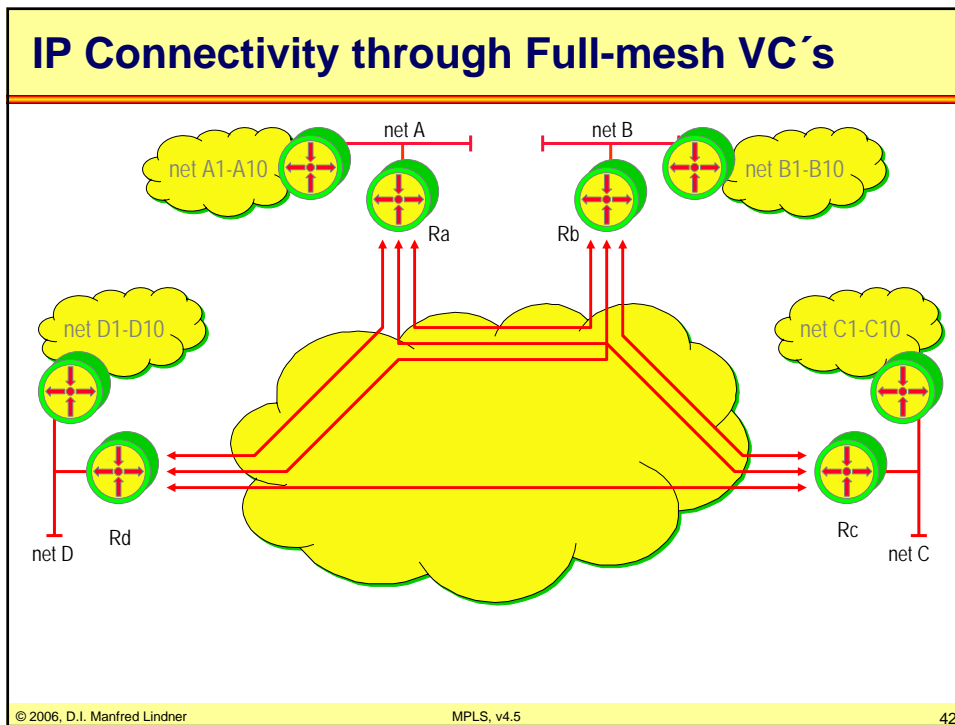 IP Connectivity through Full-mesh VC´s
net A
net B
net A1-A10
net B1-B10
Ra
Rb
net D1-D10
net C1-C10
Rd
Rc
net D
net C
© 2006, D.I. Manfred Lindner
MPLS, v4.5
42